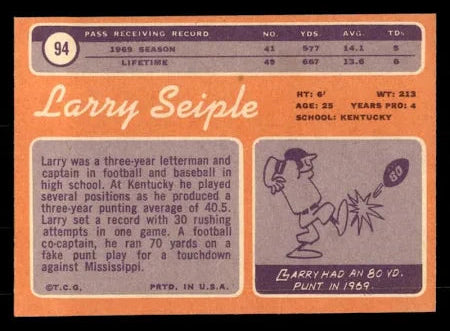 94
PASS RECEIVING RECORD NO. YDS. AVG. TDs
1969 SEASON 41 577 14.1 5
LIFETIME 49 667 13.6 6
Larry Seiple
HT: 6' WT: 213
AGE: 25 YEARS PRO: 4
SCHOOL: KENTUCKY
Larry was a three-year letterman and
captain in football and baseball in
high school. At Kentucky he played
several positions as he produced a
three-year punting average of 40.5.
Larry set a record with 30 rushing
attempts in one game. A football
co-captain, he ran 70 yards on a
fake punt play for a touchdown
against Mississippi.
©T.C.G. PRTD. IN U.S.A.
80
LARRY HAD AN 80 YD.
PUNT IN 1969.